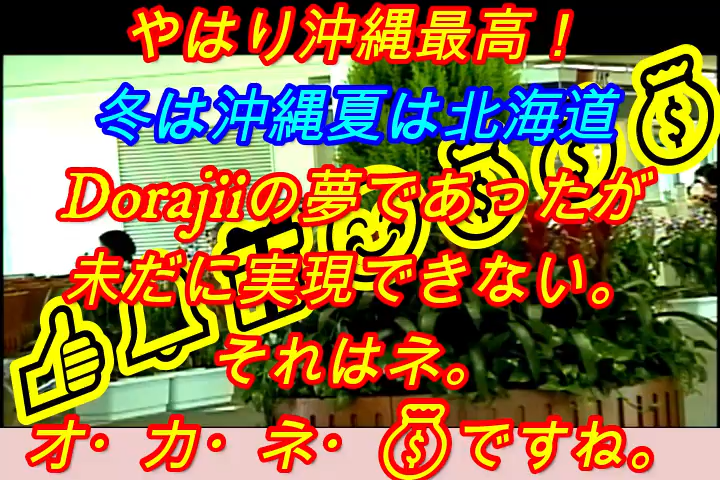 やはり沖縄最高！
冬は沖縄夏は北海道
Dorajiiの夢であったが
未だに実現できない。
それはネ。
オ・カ・ネ・💰ですね。